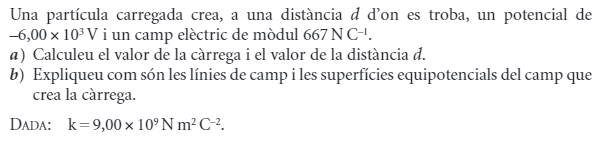 Una partícula carregada crea, a una distància d d'on es troba, un potencial de
–6,00 × 10³ V i un camp elèctric de mòdul 667 N C⁻¹.
a) Calculeu el valor de la càrrega i el valor de la distància d.
b) Expliqueu com són les línies de camp i les superfícies equipotencials del camp que
crea la càrrega.
DADA: k = 9,00 × 10⁹ N m² C⁻².